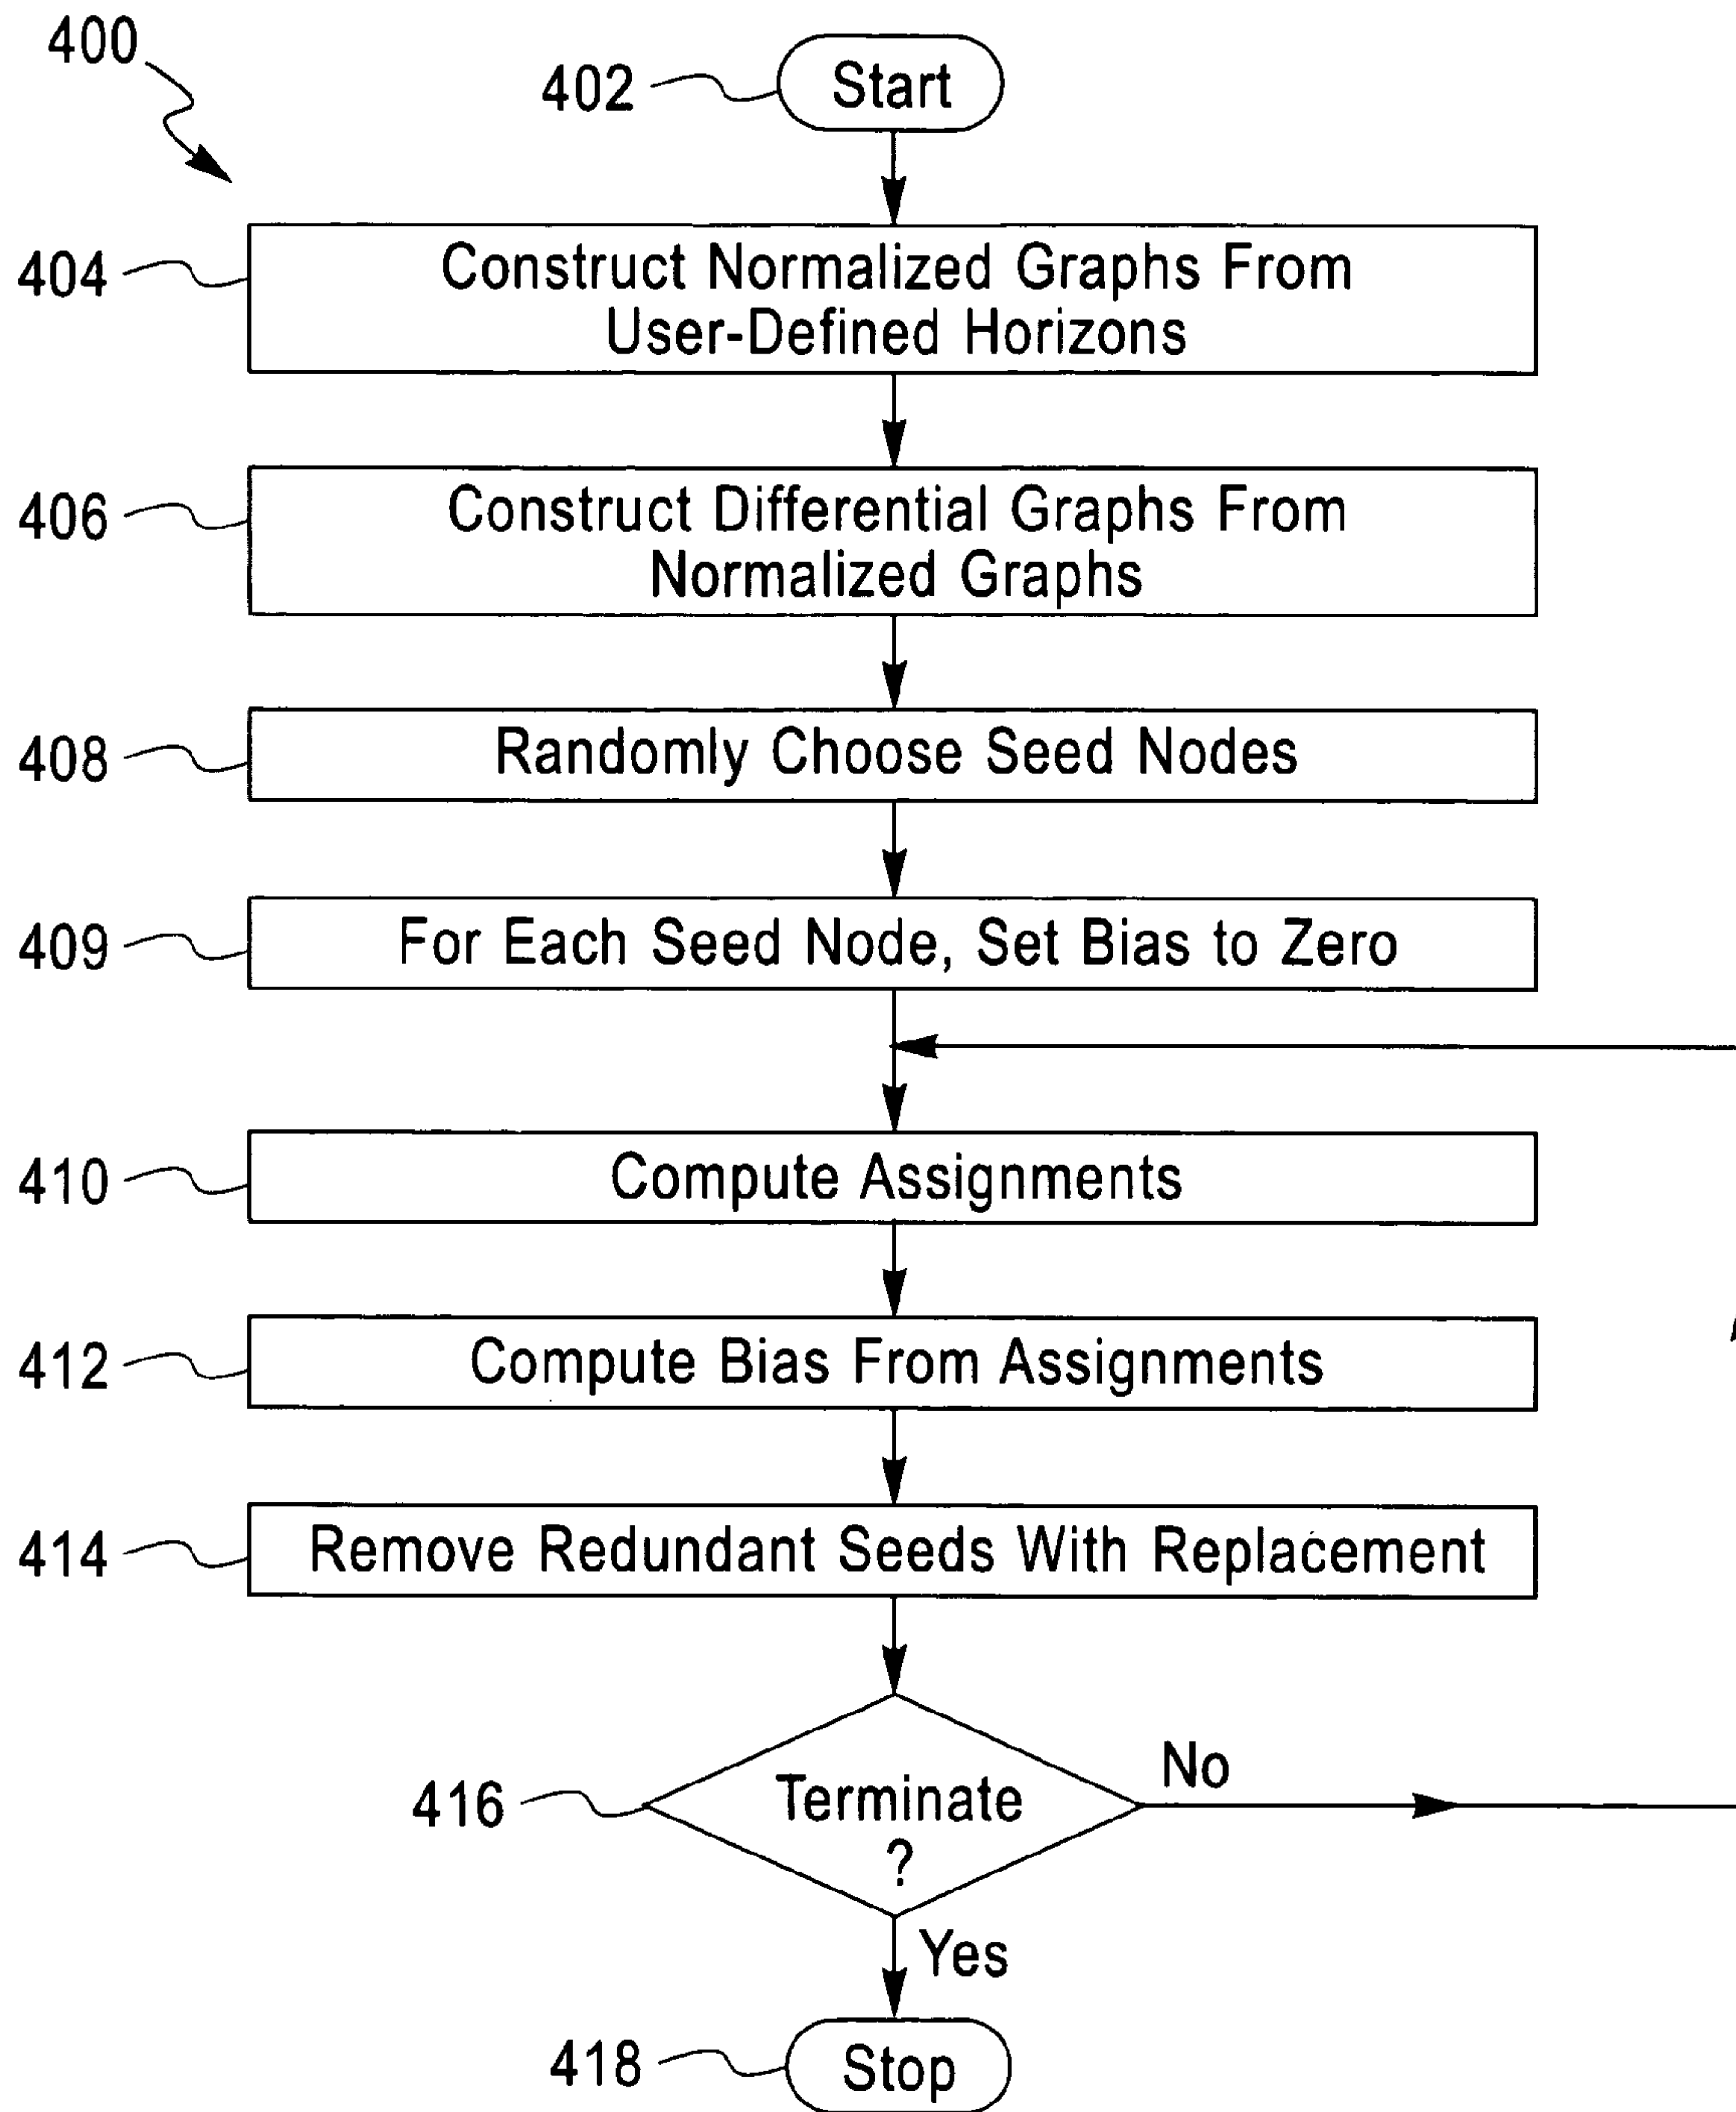 400
402
Start
404
Construct Normalized Graphs From
User-Defined Horizons
406
Construct Differential Graphs From
Normalized Graphs
408
Randomly Choose Seed Nodes
409
For Each Seed Node, Set Bias to Zero
410
Compute Assignments
412
Compute Bias From Assignments
414
Remove Redundant Seeds With Replacement
416
Terminate
?
No
Yes
418
Stop